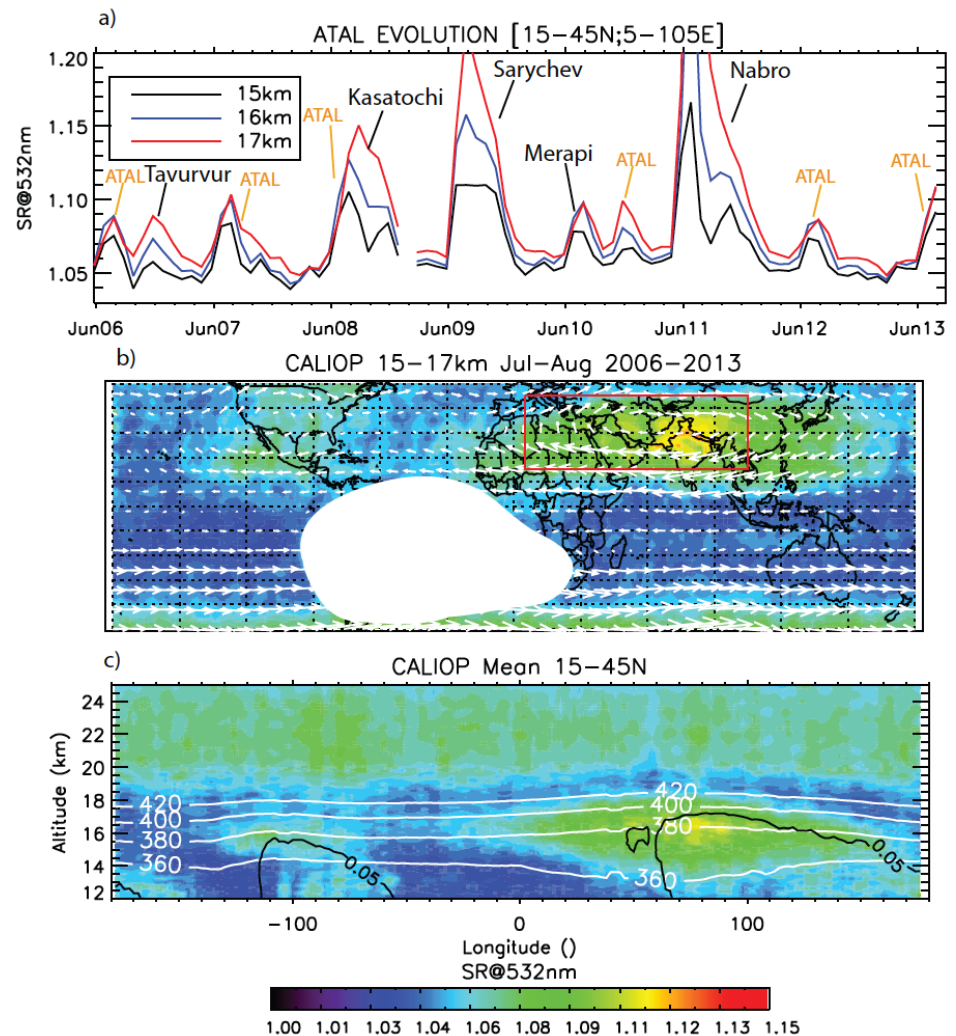 a)
ATAL EVOLUTION [15-45N;5-105E]
1.20
1.15
1.10
1.05
SR@532nm
15km
16km
17km
ATAL
Tavurvur
ATAL
ATAL
Kasatochi
Sarychev
Merapi
ATAL
Nabro
ATAL
ATAL
Jun06 Jun07 Jun08 Jun09 Jun10 Jun11 Jun12 Jun13
b)
CALIOP 15-17km Jul-Aug 2006-2013
c)
CALIOP Mean 15-45N
24
22
20
18
16
14
12
Altitude (km)
420
400
380
360
0.05
420
400
380
360
0.05
-100 0 100
Longitude ()
SR@532nm
1.00 1.01 1.03 1.04 1.06 1.08 1.09 1.11 1.12 1.13 1.15